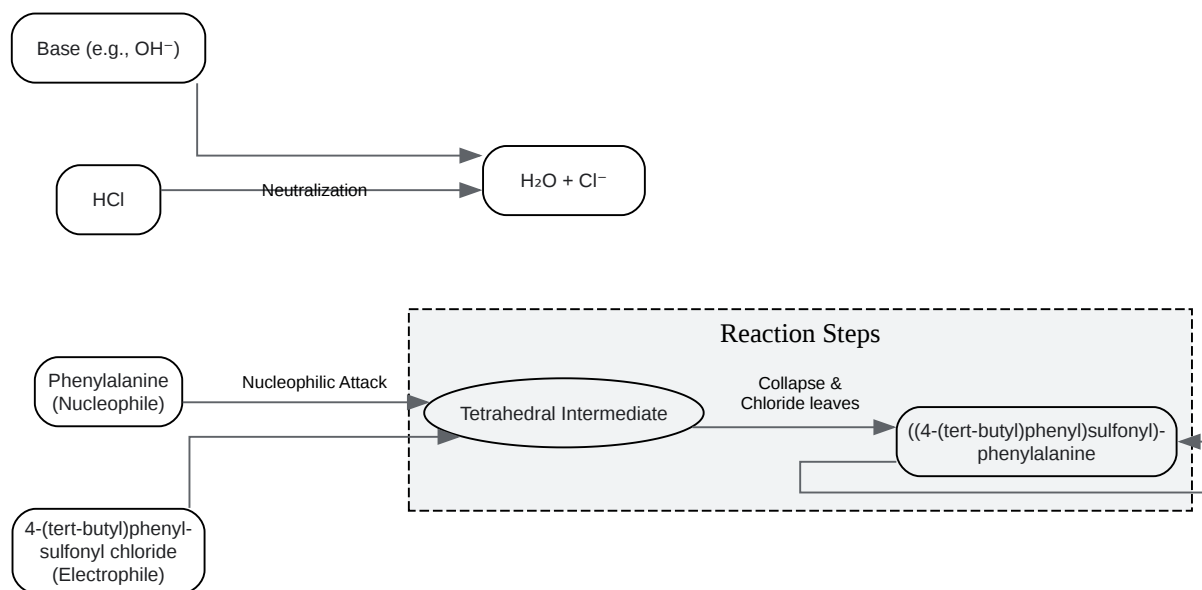 Base (e.g., OH⁻)
HCl
Neutralization
H₂O + Cl⁻
Reaction Steps
Phenylalanine
(Nucleophile)
Nucleophilic Attack
Tetrahedral Intermediate
Collapse &
Chloride leaves
((4-(tert-butyl)phenyl)sulfonyl)-
phenylalanine
4-(tert-butyl)phenyl-
sulfonyl chloride
(Electrophile)